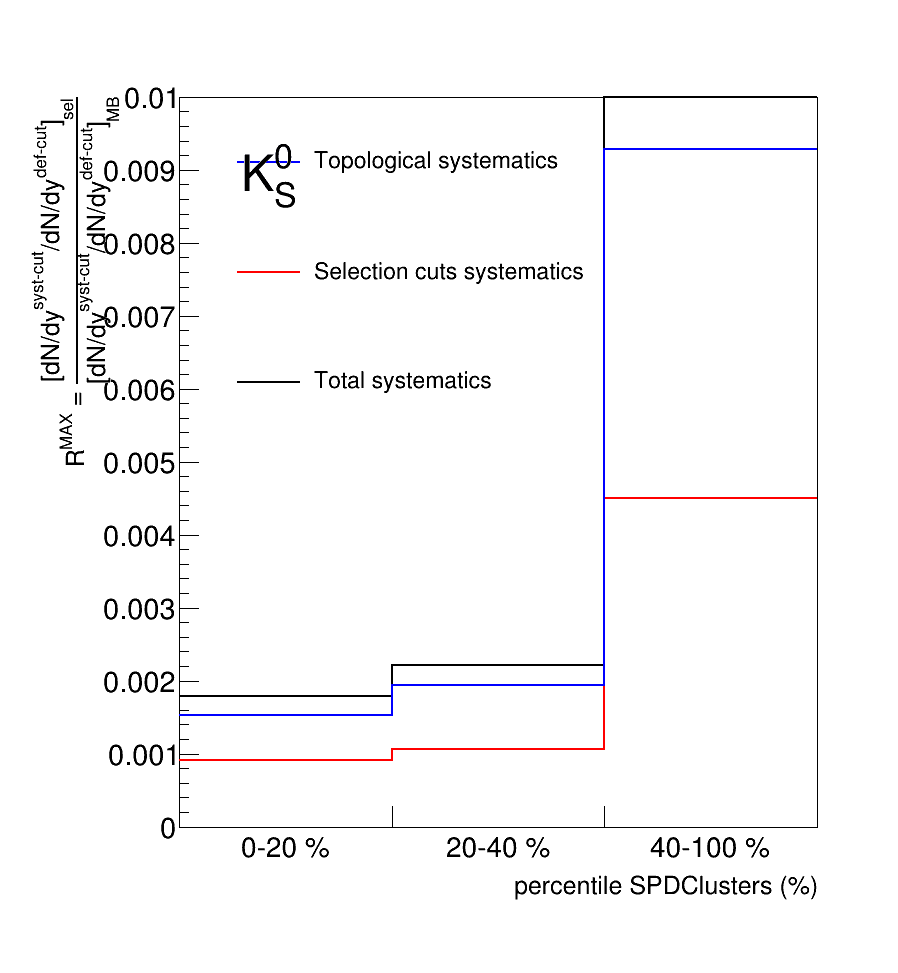 R^MAX = [dN/dy^syst-cut/dN/dy^def-cut]_sel
[dN/dy^syst-cut/dN/dy^def-cut]_MB
0.01
0.009
0.008
0.007
0.006
0.005
0.004
0.003
0.002
0.001
0
K^0_S
Topological systematics
Selection cuts systematics
Total systematics
0-20 %
20-40 %
40-100 %
percentile SPDClusters (%)